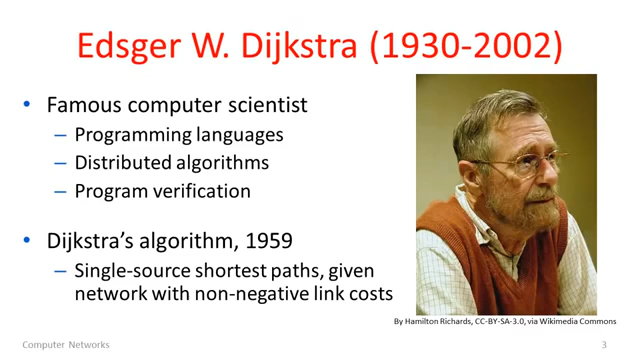 Edsger W. Dijkstra (1930-2002)
• Famous computer scientist
– Programming languages
– Distributed algorithms
– Program verification
• Dijkstra’s algorithm, 1959
– Single-source shortest paths, given
network with non-negative link costs
By Hamilton Richards, CC-BY-SA-3.0, via Wikimedia Commons
Computer Networks
3